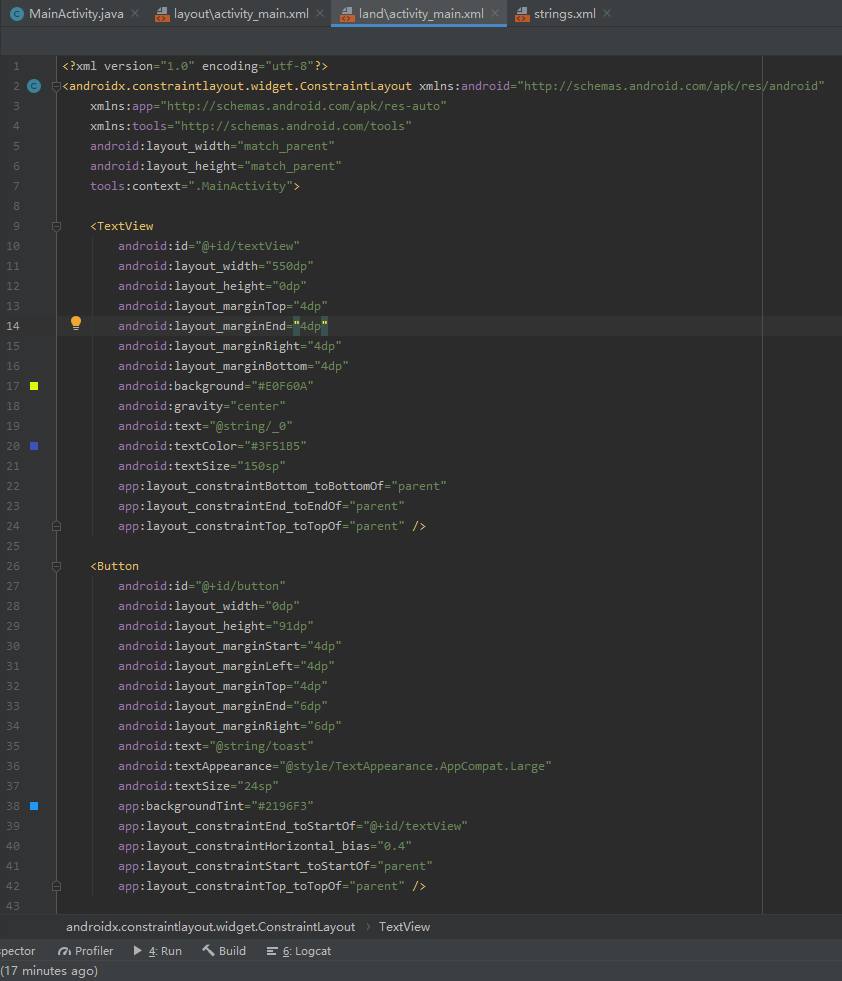 MainActivity.java
layout\activity_main.xml
land\activity_main.xml
strings.xml
1 <?xml version="1.0" encoding="utf-8"?>
2 <androidx.constraintlayout.widget.ConstraintLayout xmlns:android="http://schemas.android.com/apk/res/android"
3 xmlns:app="http://schemas.android.com/apk/res-auto"
4 xmlns:tools="http://schemas.android.com/tools"
5 android:layout_width="match_parent"
6 android:layout_height="match_parent"
7 tools:context=".MainActivity">
8
9 <TextView
10 android:id="@+id/textView"
11 android:layout_width="550dp"
12 android:layout_height="0dp"
13 android:layout_marginTop="4dp"
14 android:layout_marginEnd="4dp"
15 android:layout_marginRight="4dp"
16 android:layout_marginBottom="4dp"
17 android:background="#E0F60A"
18 android:gravity="center"
19 android:text="@string/_0"
20 android:textColor="#3F51B5"
21 android:textSize="150sp"
22 app:layout_constraintBottom_toBottomOf="parent"
23 app:layout_constraintEnd_toEndOf="parent"
24 app:layout_constraintTop_toTopOf="parent" />
25
26 <Button
27 android:id="@+id/button"
28 android:layout_width="0dp"
29 android:layout_height="91dp"
30 android:layout_marginStart="4dp"
31 android:layout_marginLeft="4dp"
32 android:layout_marginTop="4dp"
33 android:layout_marginEnd="6dp"
34 android:layout_marginRight="6dp"
35 android:text="@string/toast"
36 android:textAppearance="@style/TextAppearance.AppCompat.Large"
37 android:textSize="24sp"
38 app:backgroundTint="#2196F3"
39 app:layout_constraintEnd_toStartOf="@+id/textView"
40 app:layout_constraintHorizontal_bias="0.4"
41 app:layout_constraintStart_toStartOf="parent"
42 app:layout_constraintTop_toTopOf="parent" />
43
androidx.constraintlayout.widget.ConstraintLayout › TextView
spector Profiler 4: Run Build 6: Logcat
(17 minutes ago)